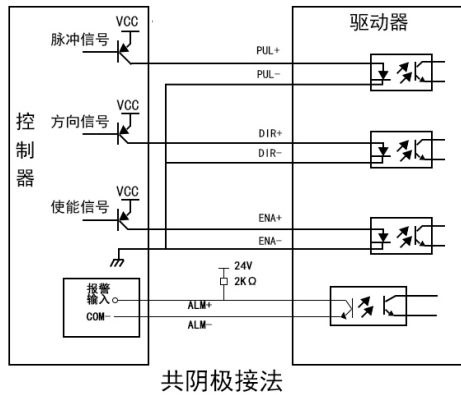 驱动器
VCC
脉冲信号
PUL+
PUL-
VCC
方向信号
控制器
DIR+
DIR-
VCC
使能信号
ENA+
ENA-
24V
2KΩ
报警
输入
COM-
ALM+
ALM-
共阴极接法